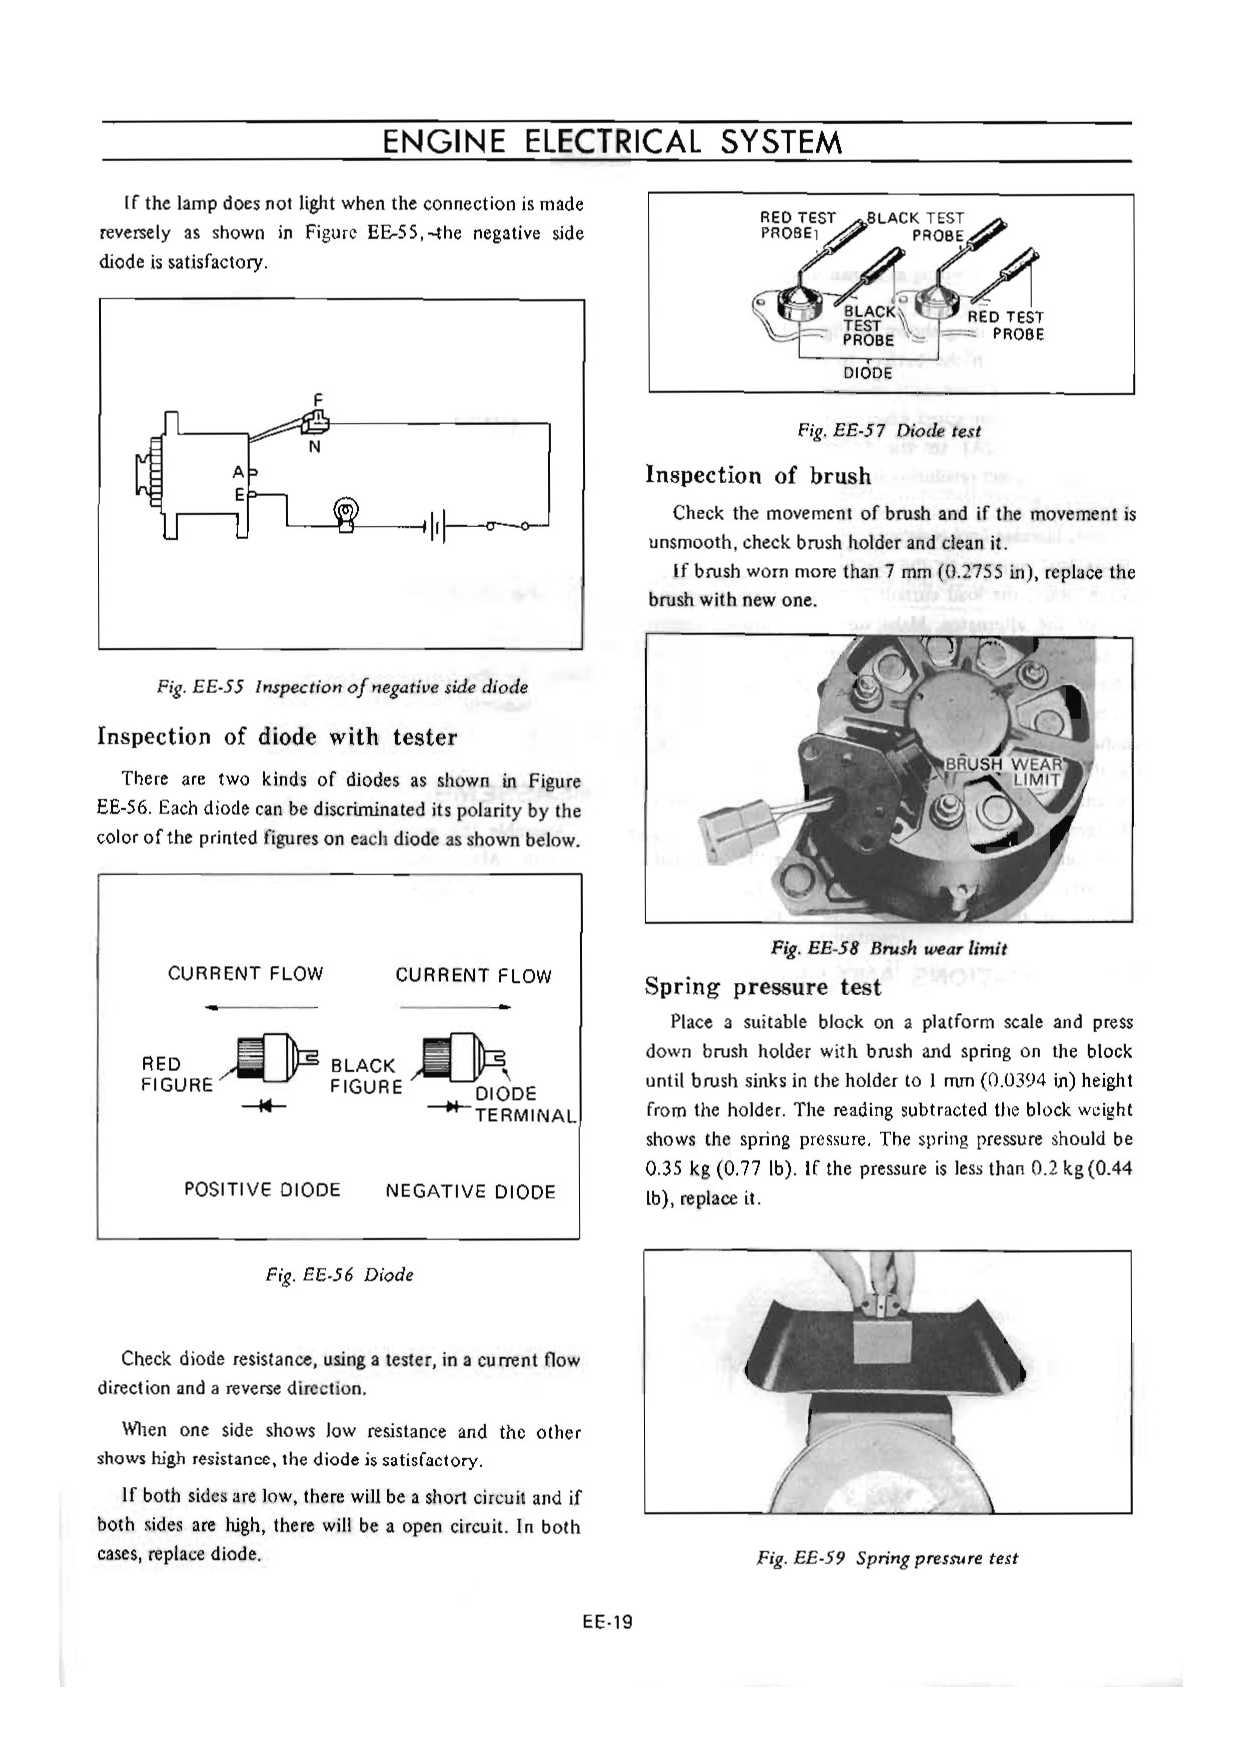 ENGINE ELECTRICAL SYSTEM
If the lamp does not light when the connection is made
reversely as shown in Figure EE-55, the negative side
diode is satisfactory.
F
N
A
E
Fig. EE-55 Inspection of negative side diode
Inspection of diode with tester
There are two kinds of diodes as shown in Figure
EE-56. Each diode can be discriminated its polarity by the
color of the printed figures on each diode as shown below.
CURRENT FLOW CURRENT FLOW
RED
FIGURE
BLACK
FIGURE
DIODE
TERMINAL
POSITIVE DIODE NEGATIVE DIODE
Fig. EE-56 Diode
Check diode resistance, using a tester, in a current flow
direction and a reverse direction.
When one side shows low resistance and the other
shows high resistance, the diode is satisfactory.
If both sides are low, there will be a short circuit and if
both sides are high, there will be a open circuit. In both
cases, replace diode.
RED TEST
PROBE
BLACK TEST
PROBE
BLACK
TEST
PROBE
RED TEST
PROBE
DIODE
Fig. EE-57 Diode test
Inspection of brush
Check the movement of brush and if the movement is
unsmooth, check brush holder and clean it.
If brush worn more than 7 mm (0.2755 in), replace the
brush with new one.
BRUSH WEAR
LIMIT
Fig. EE-58 Brush wear limit
Spring pressure test
Place a suitable block on a platform scale and press
down brush holder with brush and spring on the block
until brush sinks in the holder to 1 mm (0.0394 in) height
from the holder. The reading subtracted the block weight
shows the spring pressure. The spring pressure should be
0.35 kg (0.77 lb). If the pressure is less than 0.2 kg (0.44
lb), replace it.
Fig. EE-59 Spring pressure test
EE-19